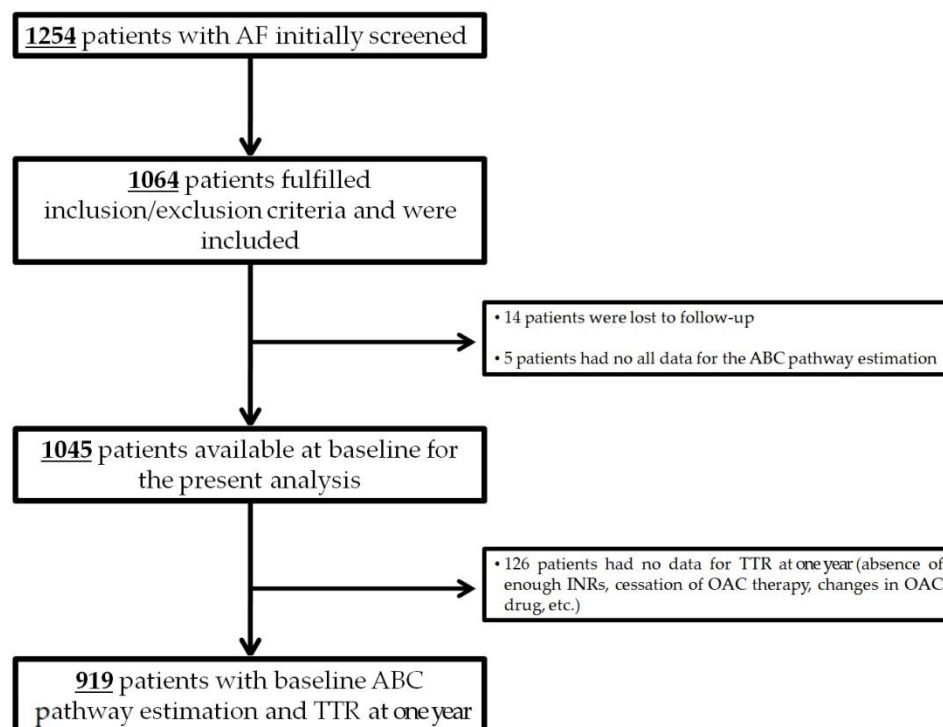 1254 patients with AF initially screened
1064 patients fulfilled
inclusion/exclusion criteria and were
included
• 14 patients were lost to follow-up
• 5 patients had no all data for the ABC pathway estimation
1045 patients available at baseline for
the present analysis
• 126 patients had no data for TTR at one year (absence of
enough INRs, cessation of OAC therapy, changes in OAC
drug, etc.)
919 patients with baseline ABC
pathway estimation and TTR at one year